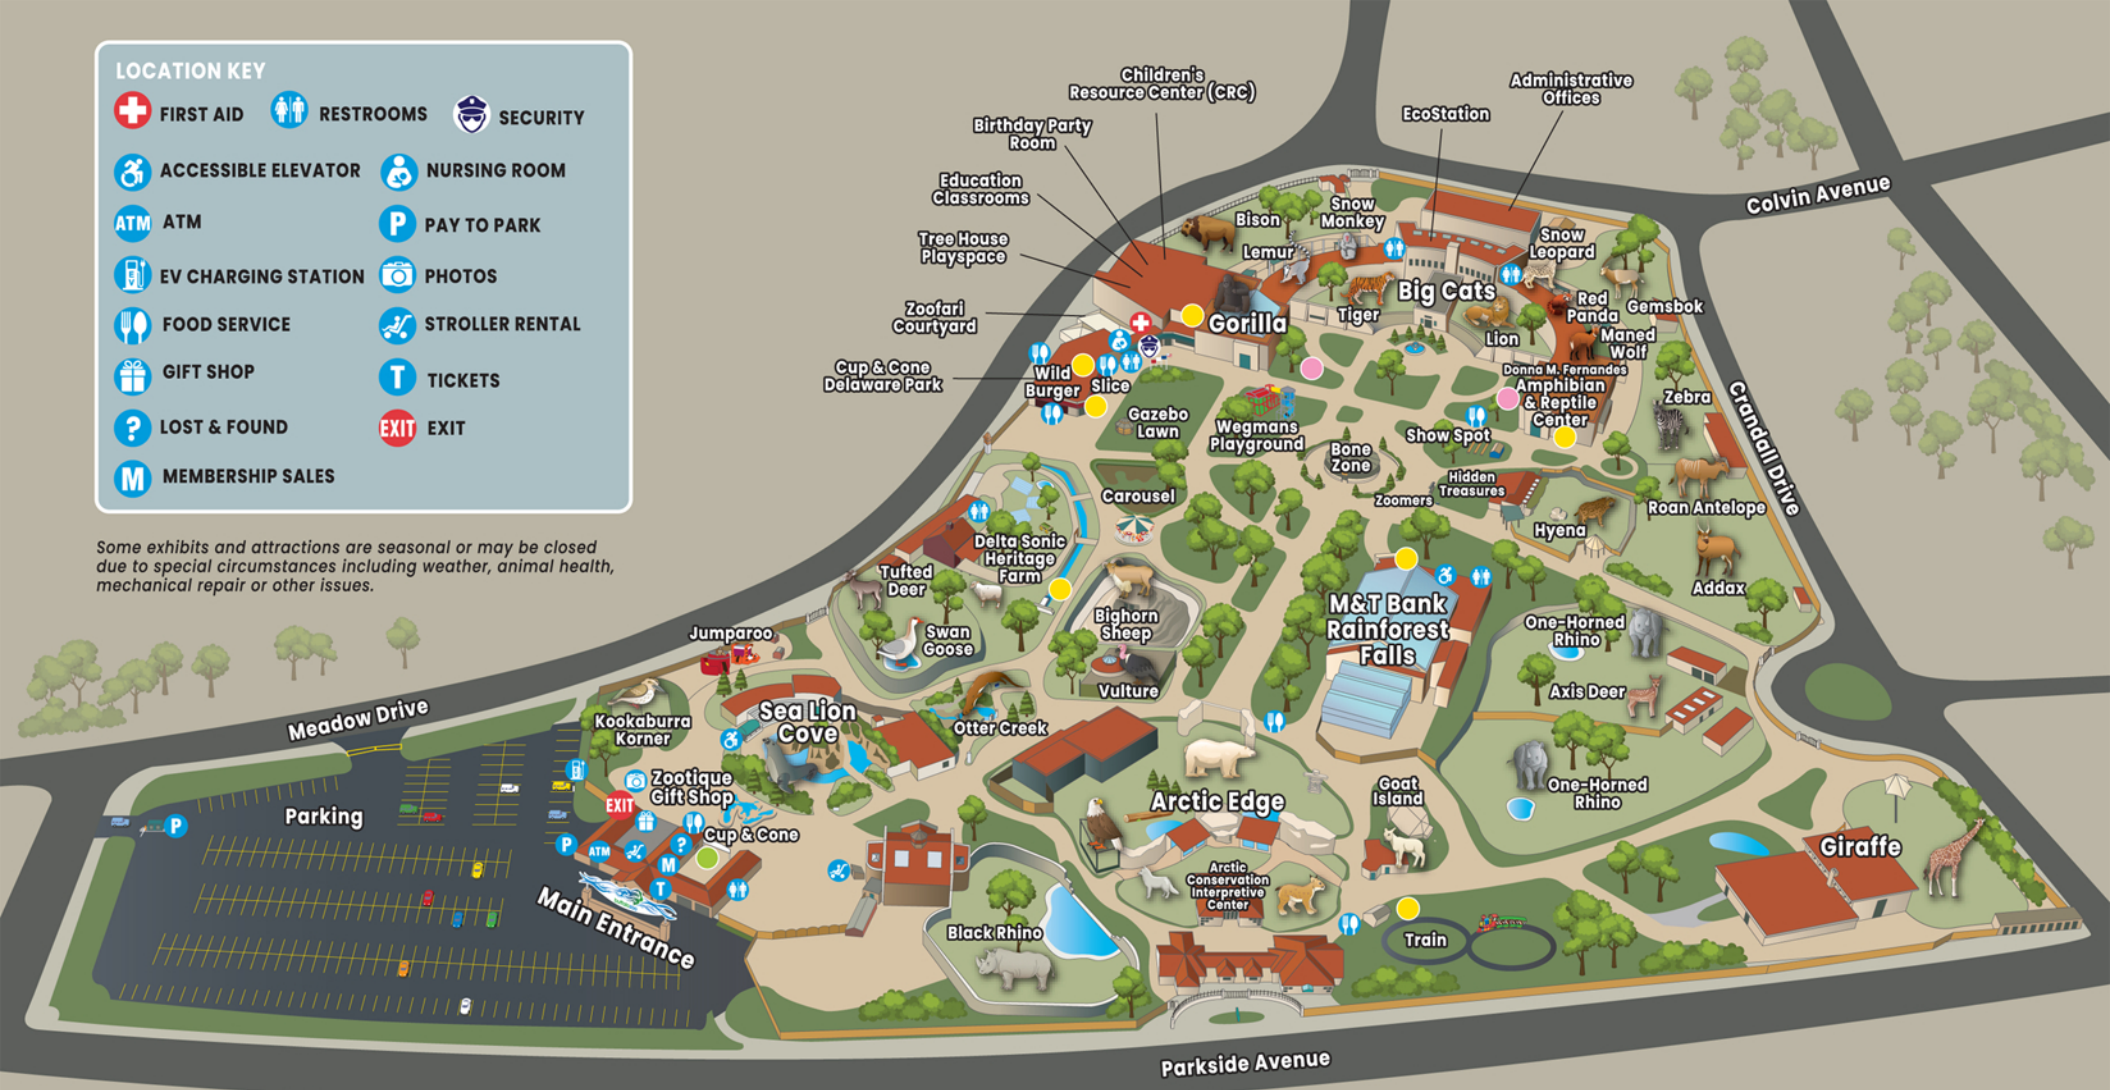 LOCATION KEY
FIRST AID
RESTROOMS
SECURITY
ACCESSIBLE ELEVATOR
NURSING ROOM
ATM
ATM
P
PAY TO PARK
EV CHARGING STATION
PHOTOS
FOOD SERVICE
STROLLER RENTAL
GIFT SHOP
T
TICKETS
?
LOST & FOUND
EXIT
EXIT
M
MEMBERSHIP SALES
Some exhibits and attractions are seasonal or may be closed
due to special circumstances including weather, animal health,
mechanical repair or other issues.
Children's
Resource Center (CRC)
Birthday Party
Room
Education
Classrooms
Tree House
Playspace
Zoofari
Courtyard
Cup & Cone
Delaware Park
EcoStation
Administrative
Offices
Colvin Avenue
Crandall Drive
Bison
Snow
Monkey
Lemur
Snow
Leopard
Big Cats
Tiger
Gorilla
Lion
Red
Panda
Gemsbok
Maned
Wolf
Donna M. Fernandes
Amphibian
& Reptile
Center
Zebra
Wild
Burger
Slice
Gazebo
Lawn
Wegmans
Playground
Bone
Zone
Show Spot
Hidden
Treasures
Zoomers
Roan Antelope
Hyena
Addax
Carousel
Delta Sonic
Heritage
Farm
Tufted
Deer
Swan
Goose
Bighorn
Sheep
Vulture
M&T Bank
Rainforest
Falls
One-Horned
Rhino
Axis Deer
One-Horned
Rhino
Jumparoo
Kookaburra
Korner
Sea Lion
Cove
Otter Creek
Meadow Drive
Parking
P
Zootique
Gift Shop
EXIT
Cup & Cone
P
ATM
?
M
T
Main Entrance
Arctic Edge
Goat
Island
Arctic
Conservation
Interpretive
Center
Black Rhino
Train
Giraffe
Parkside Avenue